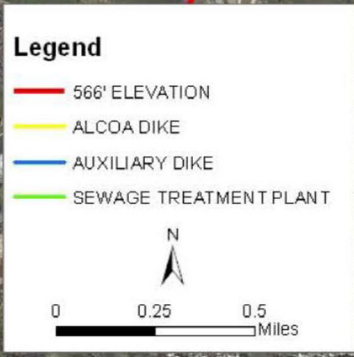 Legend
566' ELEVATION
ALCOA DIKE
AUXILIARY DIKE
SEWAGE TREATMENT PLANT
N
0 0.25 0.5
Miles